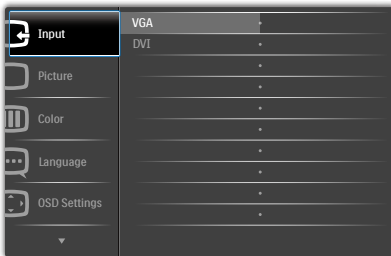 Input
VGA
DVI
Picture
Color
Language
OSD Settings